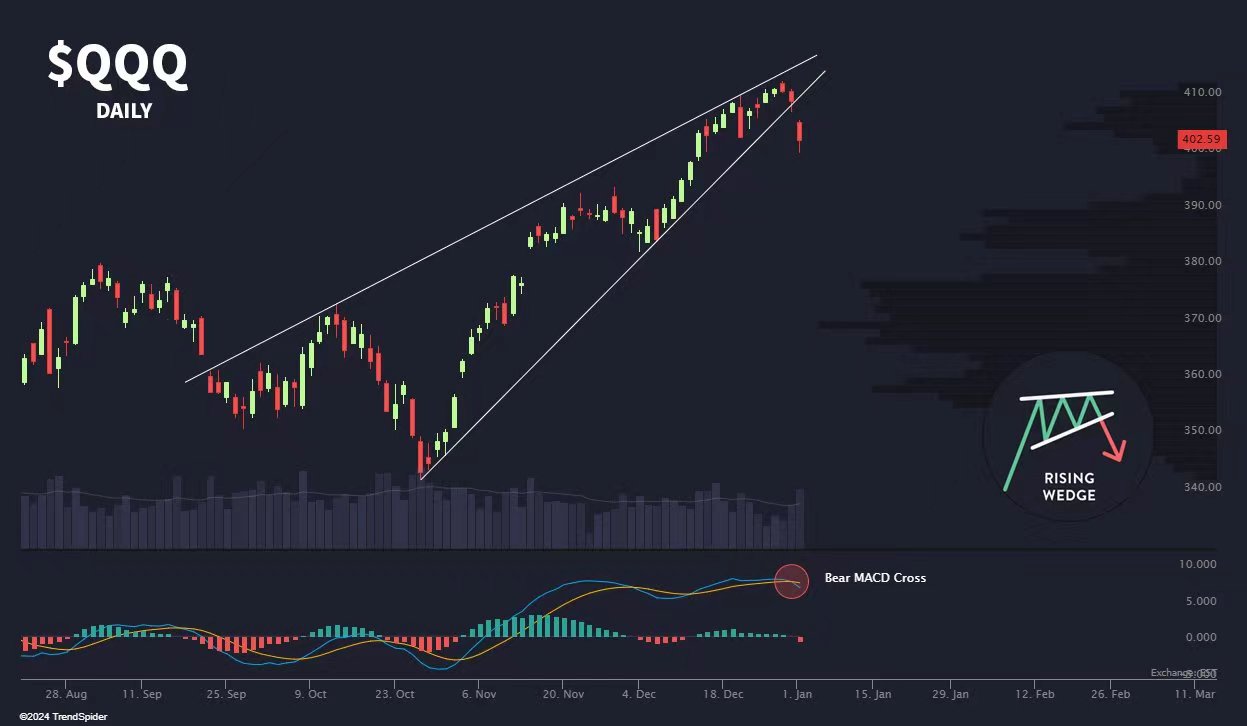 $QQQ
DAILY
410.00
402.59
390.00
380.00
370.00
360.00
350.00
340.00
RISING
WEDGE
10.000
Bear MACD Cross
5.000
0.000
Exchange: EST
28. Aug
11. Sep
25. Sep
9. Oct
23. Oct
6. Nov
20. Nov
4. Dec
18. Dec
1. Jan
15. Jan
29. Jan
12. Feb
26. Feb
11. Mar
©2024 TrendSpider